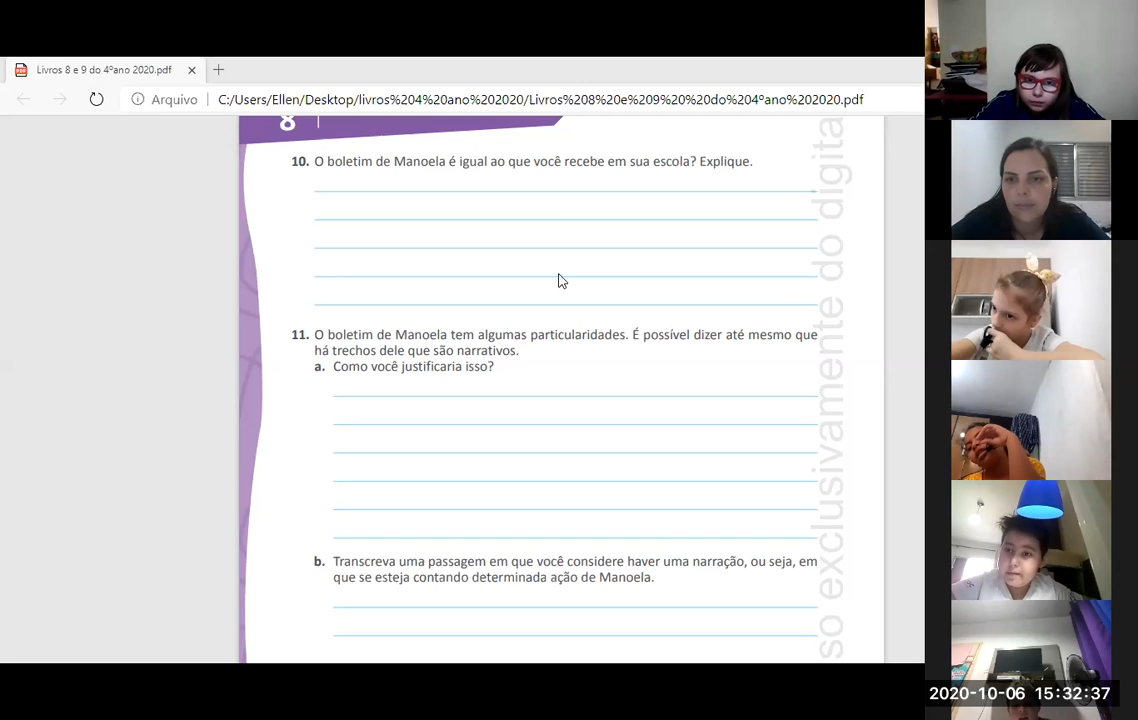 Livros 8 e 9 do 4ºano 2020.pdf
Arquivo
C:/Users/Ellen/Desktop/livros%204%20ano%202020/Livros%208%20e%209%20%20do%204ºano%202020.pdf
8
10. O boletim de Manoela é igual ao que você recebe em sua escola? Explique.
11. O boletim de Manoela tem algumas particularidades. É possível dizer até mesmo que
há trechos dele que são narrativos.
a. Como você justificaria isso?
b. Transcreva uma passagem em que você considere haver uma narração, ou seja, em
que se esteja contando determinada ação de Manoela.
so exclusivamente do digita
2020-10-06 15:32:37